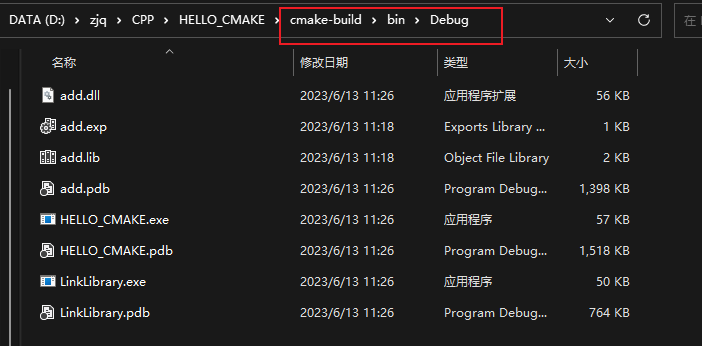 DATA (D:) > zjq > CPP > HELLO_CMAKE > cmake-build > bin > Debug 在
名称 修改日期 类型 大小
add.dll 2023/6/13 11:26 应用程序扩展 56 KB
add.exp 2023/6/13 11:18 Exports Library ... 1 KB
add.lib 2023/6/13 11:18 Object File Library 2 KB
add.pdb 2023/6/13 11:26 Program Debug... 1,398 KB
HELLO_CMAKE.exe 2023/6/13 11:26 应用程序 57 KB
HELLO_CMAKE.pdb 2023/6/13 11:26 Program Debug... 1,518 KB
LinkLibrary.exe 2023/6/13 11:26 应用程序 50 KB
LinkLibrary.pdb 2023/6/13 11:26 Program Debug... 764 KB